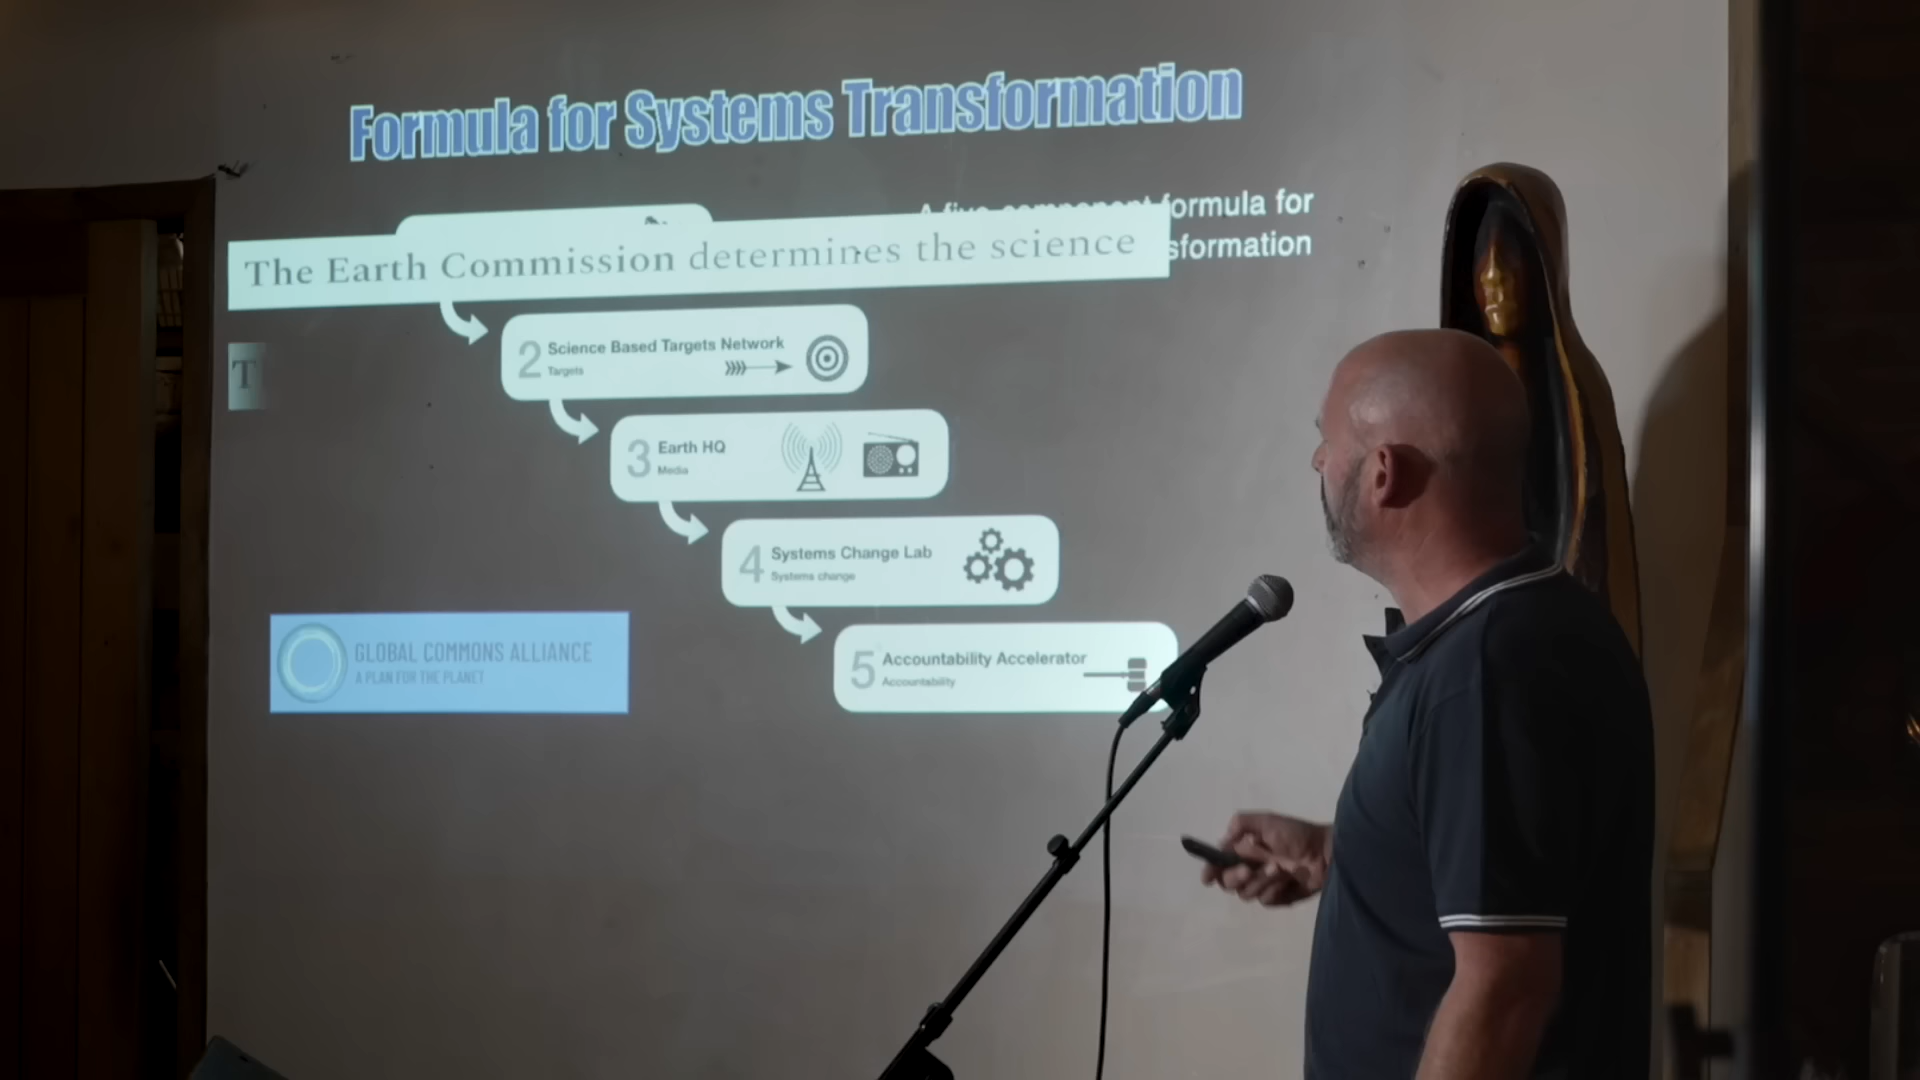 Formula for Systems Transformation
A five component formula for
sformation
The Earth Commission determines the science
T
2 Science Based Targets Network
Targets
3 Earth HQ
Media
4 Systems Change Lab
Systems change
5 Accountability Accelerator
Accountability
GLOBAL COMMONS ALLIANCE
A PLAN FOR THE PLANET